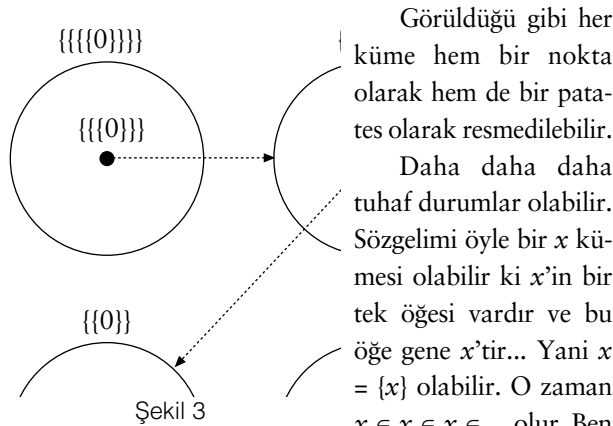 {{{{0}}}}
{{{0}}}
{{0}}
Şekil 3
Görüldüğü gibi her
küme hem bir nokta
olarak hem de bir pata-
tes olarak resmedilebilir.
Daha daha daha
tuhaf durumlar olabilir.
Sözgelimi öyle bir x kü-
mesi olabilir ki x’in bir
tek öğesi vardır ve bu
öğe gene x’tir... Yani x
= {x} olabilir. O zaman
x ∈ x ∈ x ∈ ... olur. Ben